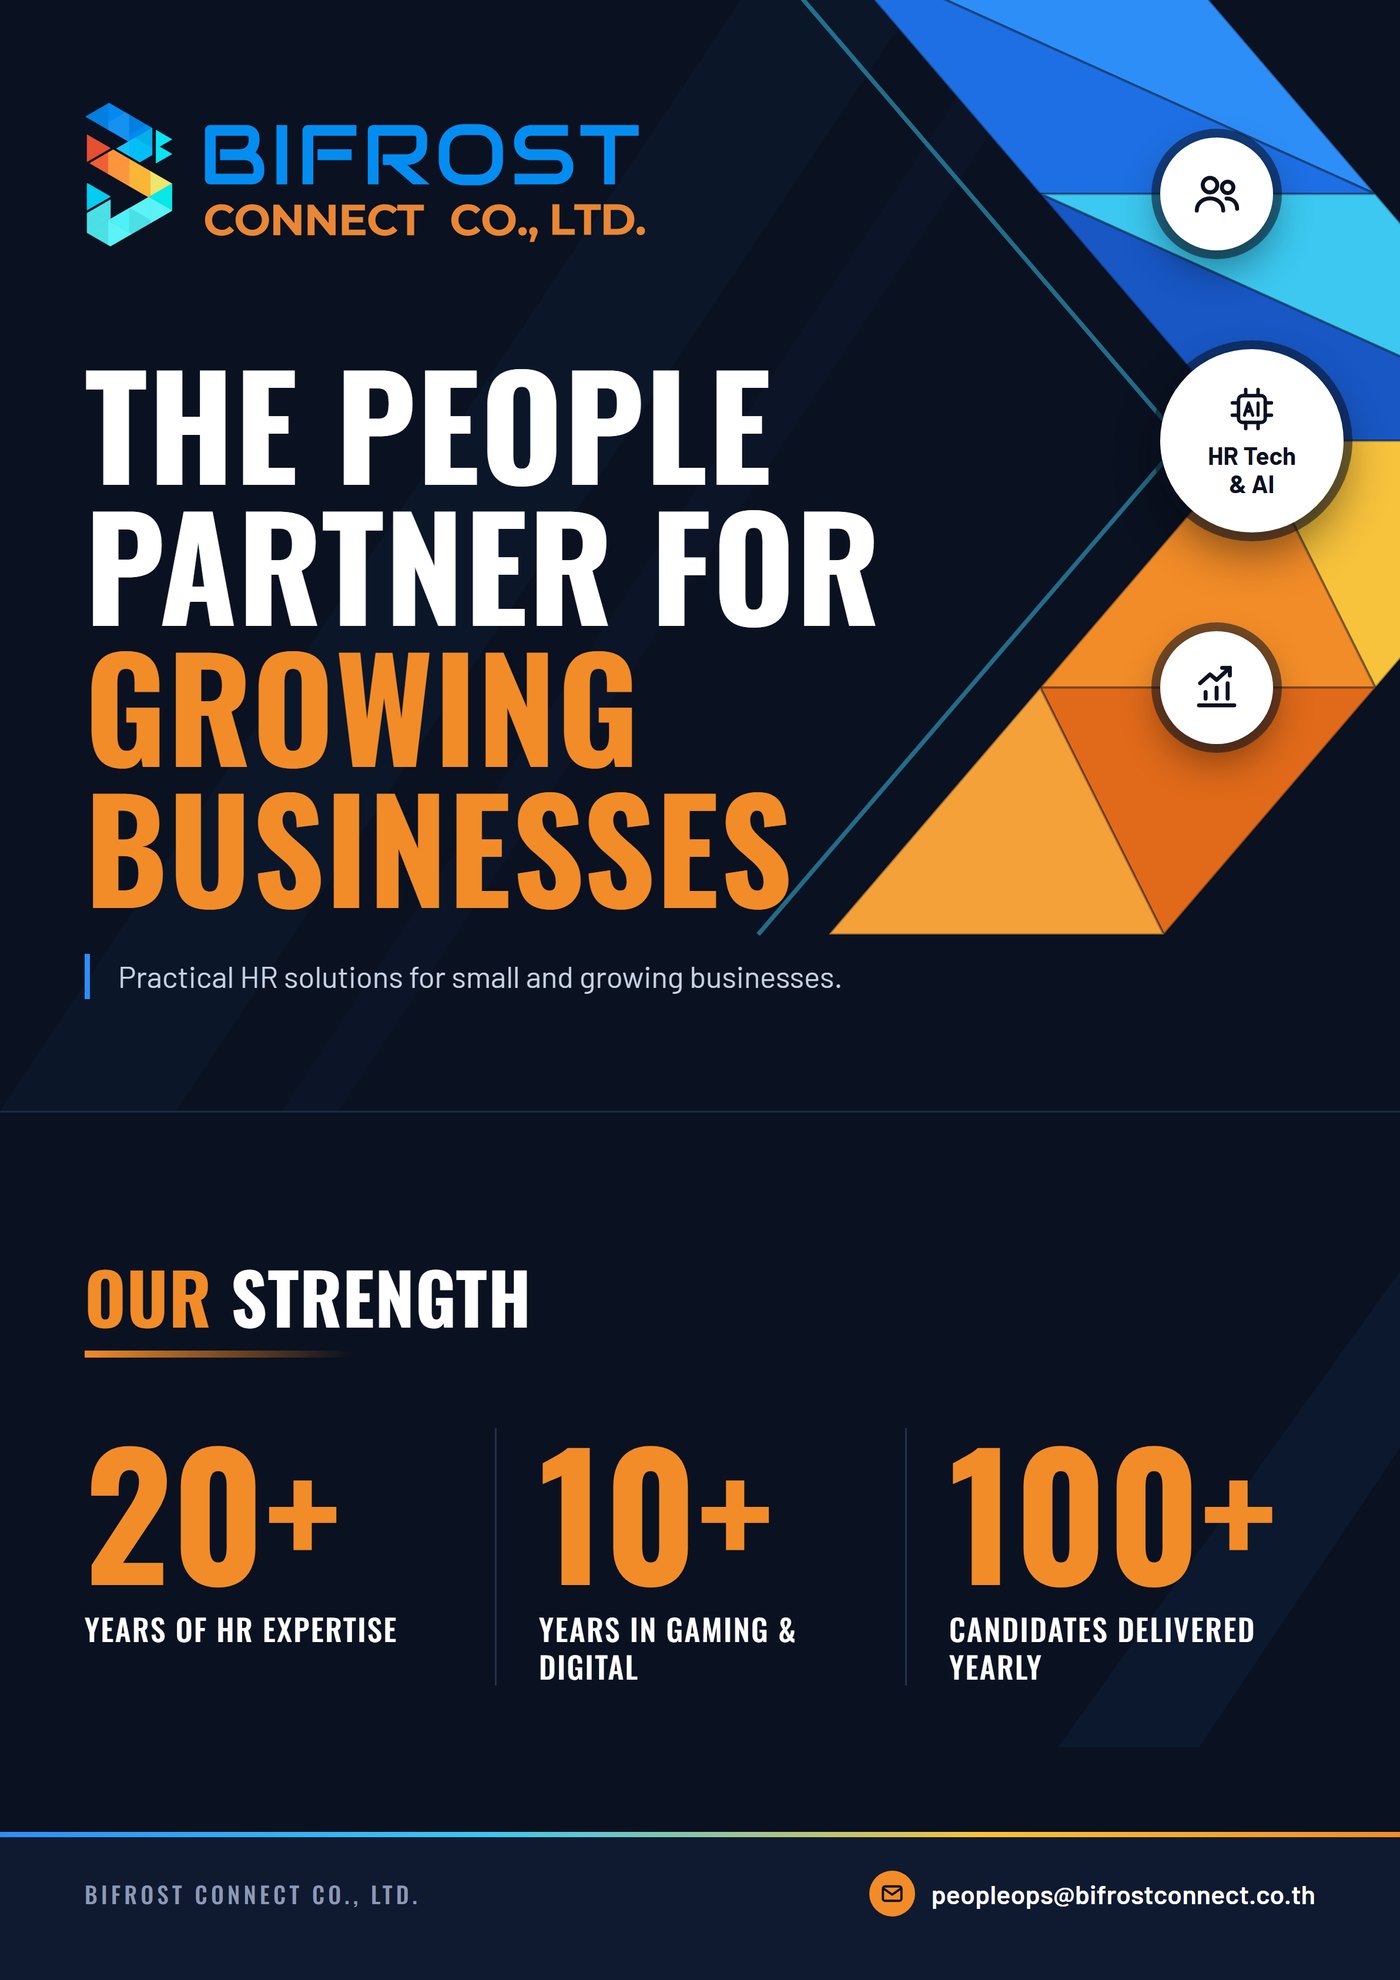 BIFROST
CONNECT CO., LTD.
THE PEOPLE
PARTNER FOR
GROWING
BUSINESSES
Practical HR solutions for small and growing businesses.
AI
HR Tech
& AI
OUR STRENGTH
20+
YEARS OF HR EXPERTISE
10+
YEARS IN GAMING &
DIGITAL
100+
CANDIDATES DELIVERED
YEARLY
BIFROST CONNECT CO., LTD.
peopleops@bifrostconnect.co.th